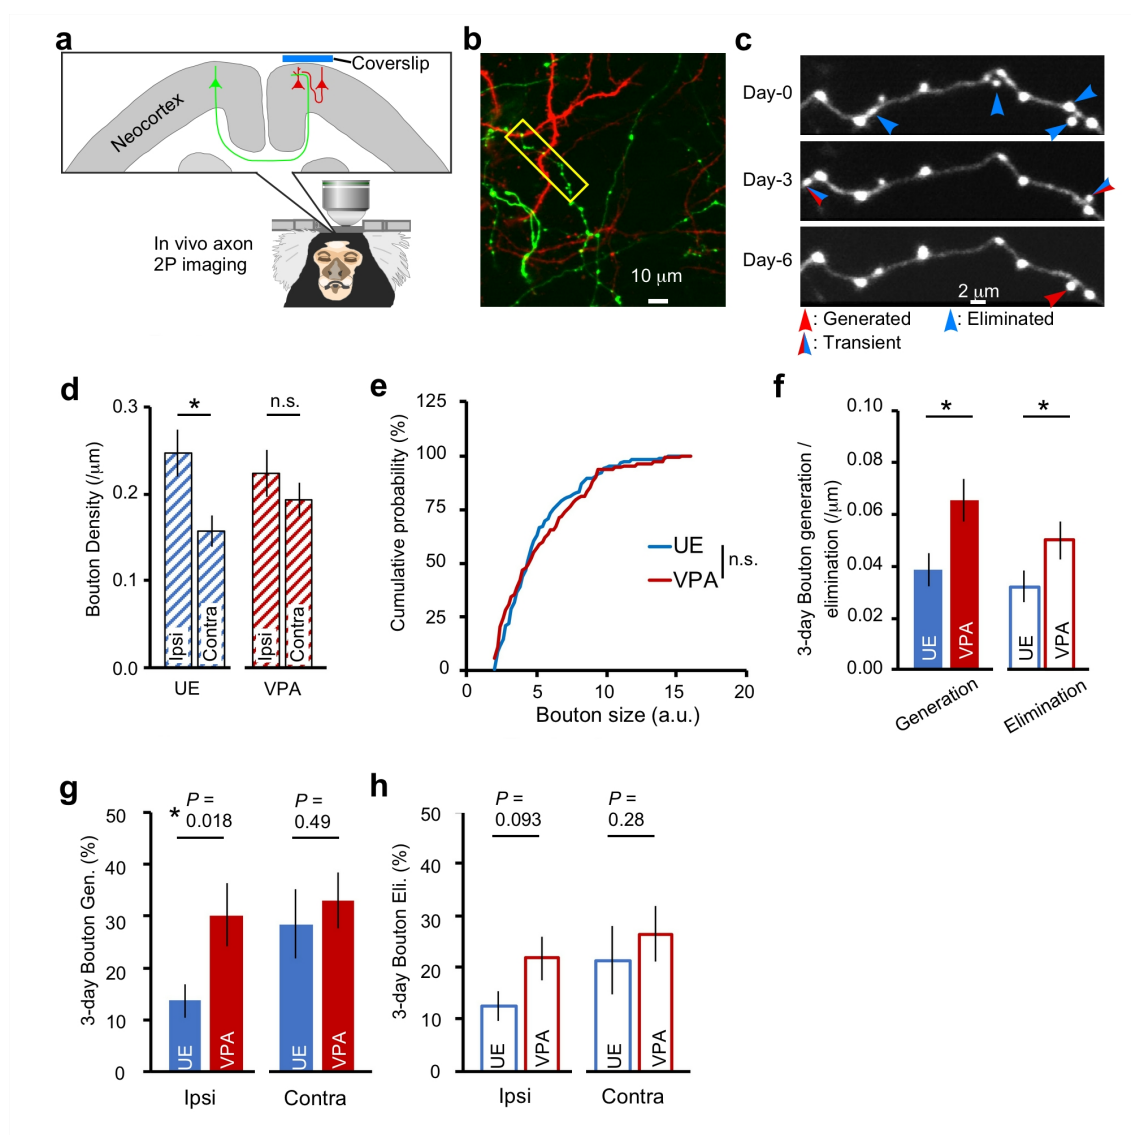 a
Coverslip
Neocortex
In vivo axon
2P imaging
b
10 μm
c
Day-0
Day-3
Day-6
2 μm
: Generated
: Eliminated
: Transient
d
Bouton Density (/μm)
0.3
0.2
0.1
0.0
*
n.s.
Ipsi
Contra
Ipsi
Contra
UE
VPA
e
Cumulative probability (%)
125
100
75
50
25
0
UE
VPA
n.s.
0
5
10
15
20
Bouton size (a.u.)
f
3-day Bouton generation /
elimination (/μm)
0.10
0.08
0.06
0.04
0.02
0.00
*
*
UE
VPA
UE
VPA
Generation
Elimination
g
3-day Bouton Gen. (%)
50
40
30
20
10
0
* P =
0.018
P =
0.49
UE
VPA
UE
VPA
Ipsi
Contra
h
3-day Bouton Eli. (%)
50
40
30
20
10
0
P =
0.093
P =
0.28
UE
VPA
UE
VPA
Ipsi
Contra